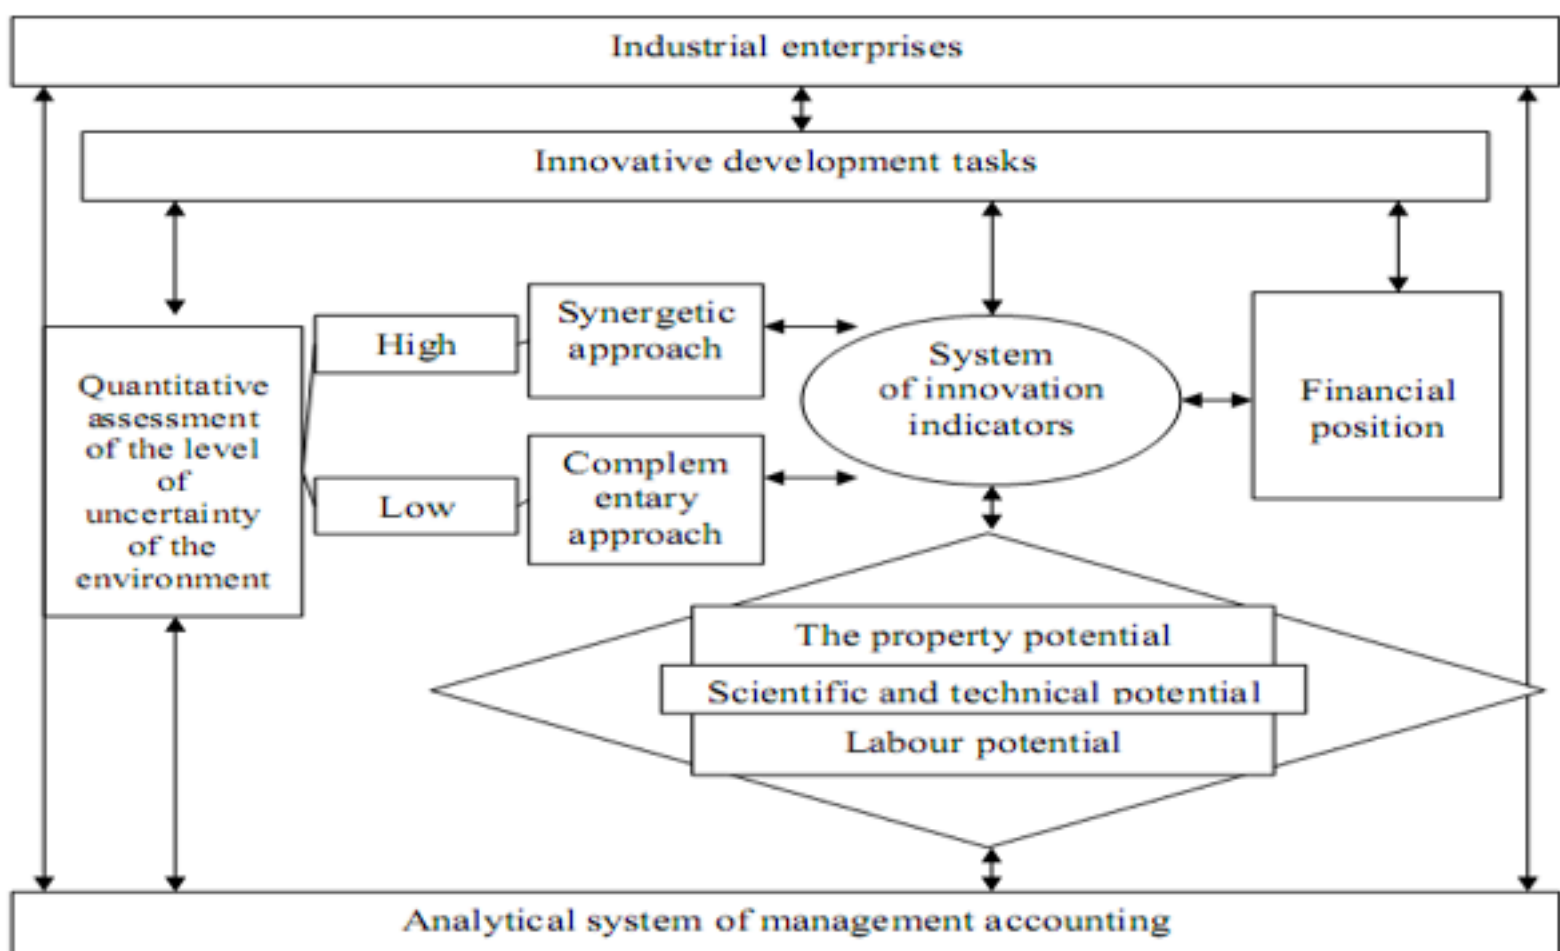 Industrial enterprises
Innovative development tasks
Quantitative
assessment
of the level
of
uncertainty
of the
environment
High
Low
Synergetic
approach
Complem
entary
approach
System
of innovation
indicators
Financial
position
The property potential
Scientific and technical potential
Labour potential
Analytical system of management accounting